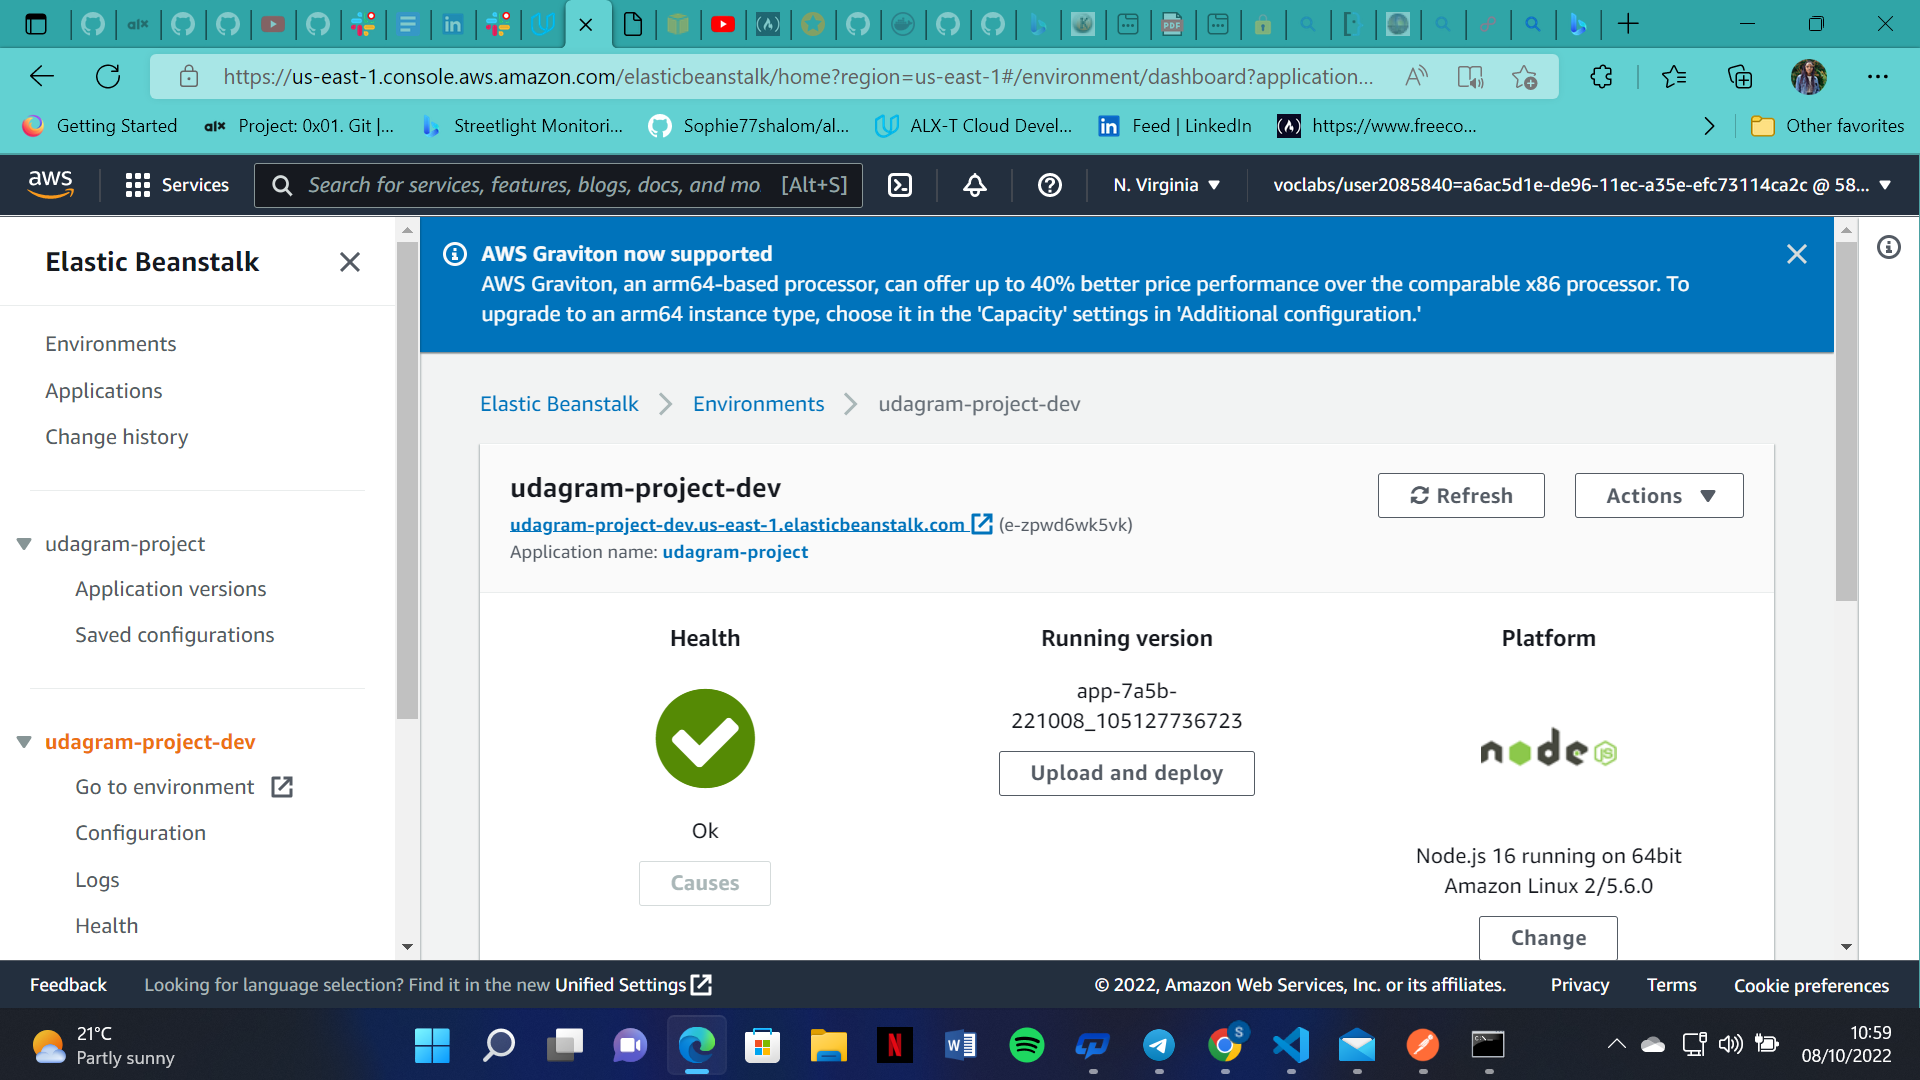 https://us-east-1.console.aws.amazon.com/elasticbeanstalk/home?region=us-east-1#/environment/dashboard?application...
Getting Started
Project: 0x01. Git |...
Streetlight Monitori...
Sophie77shalom/al...
ALX-T Cloud Devel...
Feed | LinkedIn
https://www.freeco...
Other favorites
aws
Services
Search for services, features, blogs, docs, and mo
[Alt+S]
N. Virginia
voclabs/user2085840=a6ac5d1e-de96-11ec-a35e-efc73114ca2c @ 58...
Elastic Beanstalk
Environments
Applications
Change history
udagram-project
Application versions
Saved configurations
udagram-project-dev
Go to environment
Configuration
Logs
Health
AWS Graviton now supported
AWS Graviton, an arm64-based processor, can offer up to 40% better price performance over the comparable x86 processor. To
upgrade to an arm64 instance type, choose it in the 'Capacity' settings in 'Additional configuration.'
Elastic Beanstalk
Environments
udagram-project-dev
udagram-project-dev
udagram-project-dev.us-east-1.elasticbeanstalk.com (e-zpwd6wk5vk)
Application name: udagram-project
Refresh
Actions
Health
Ok
Causes
Running version
app-7a5b-
221008_105127736723
Upload and deploy
Platform
node JS
Node.js 16 running on 64bit
Amazon Linux 2/5.6.0
Change
Feedback
Looking for language selection? Find it in the new Unified Settings
© 2022, Amazon Web Services, Inc. or its affiliates.
Privacy
Terms
Cookie preferences
21°C
Partly sunny
10:59
08/10/2022